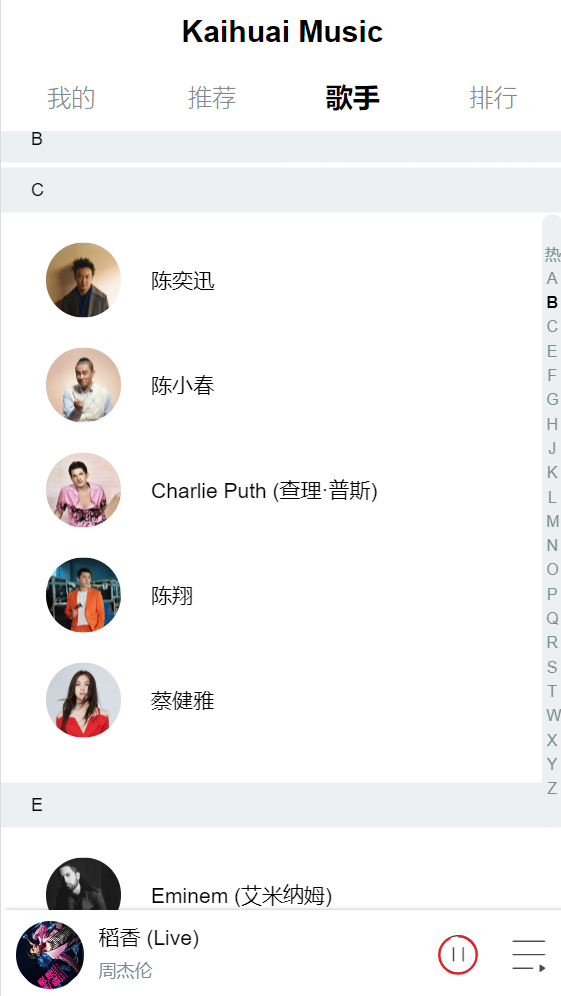 Kaihuai Music
我的 推荐 歌手 排行
B
C
陈奕迅
陈小春
Charlie Puth (查理·普斯)
陈翔
蔡健雅
E
Eminem (艾米纳姆)
热
A
B
C
E
F
G
H
J
K
L
M
N
O
P
Q
R
S
T
W
X
Y
Z
稻香 (Live)
周杰伦